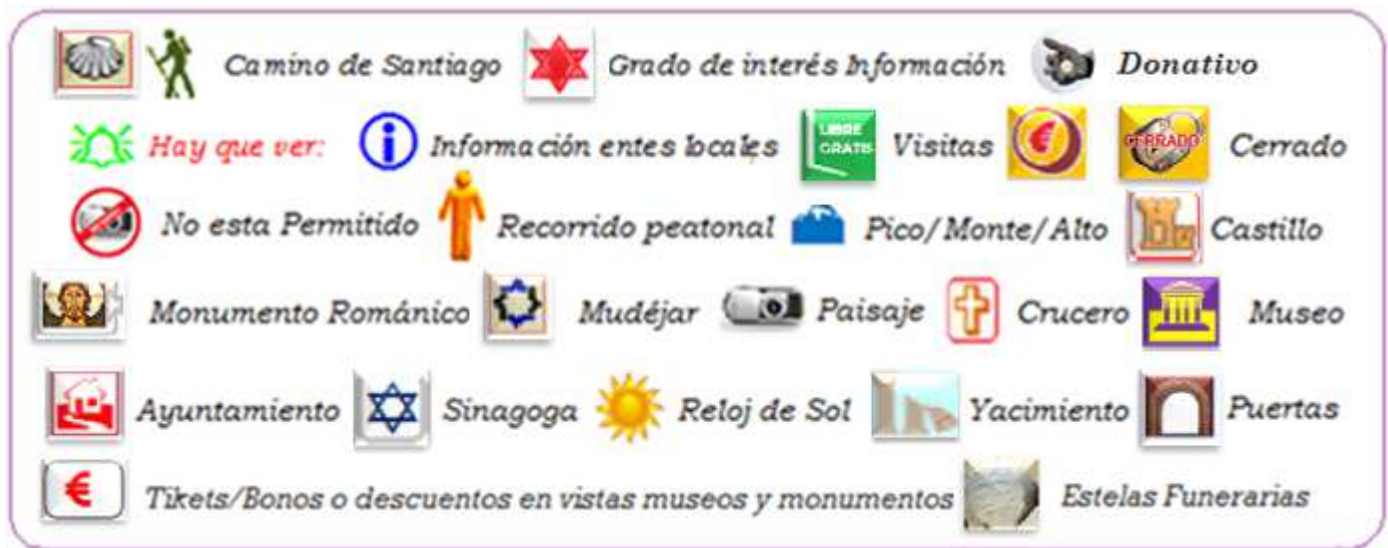 Camino de Santiago Grado de interés Información Donativo
Hay que ver: Información entes locales LIBRE GRATIS Visitas € CERRADO Cerrado
No esta Permitido Recorrido peatonal Pico/Monte/Alto Castillo
Monumento Románico Mudéjar Paisaje Crucero Museo
Ayuntamiento Sinagoga Reloj de Sol Yacimiento Puertas
€ Tikets/Bonos o descuentos en vistas museos y monumentos Estelas Funerarias